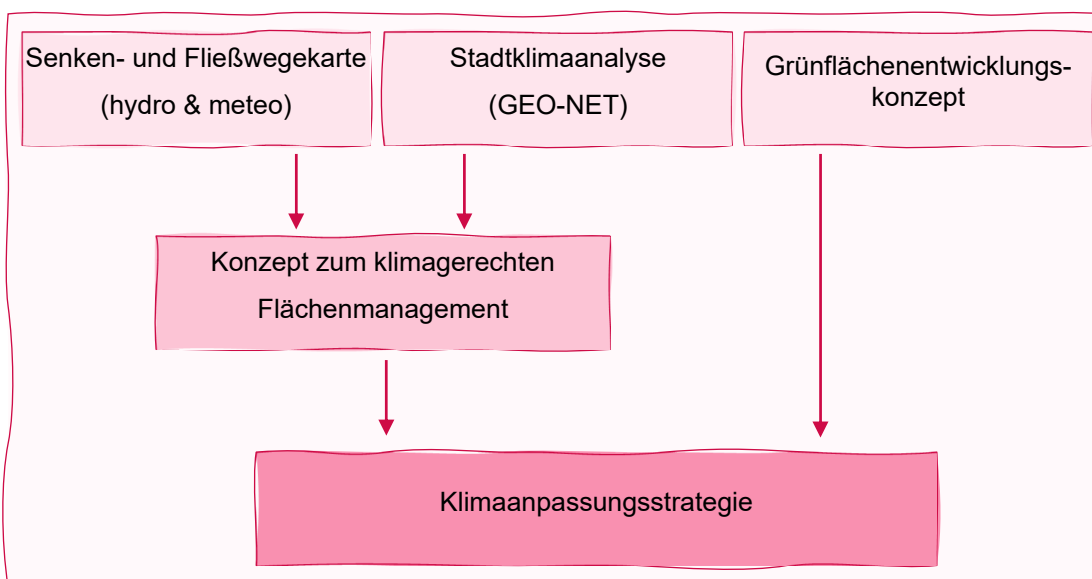 Senken- und Fließwegekarte
(hydro & meteo)
Stadtklimaanalyse
(GEO-NET)
Grünflächenentwicklungs-
konzept
Konzept zum klimagerechten
Flächenmanagement
Klimaanpassungsstrategie